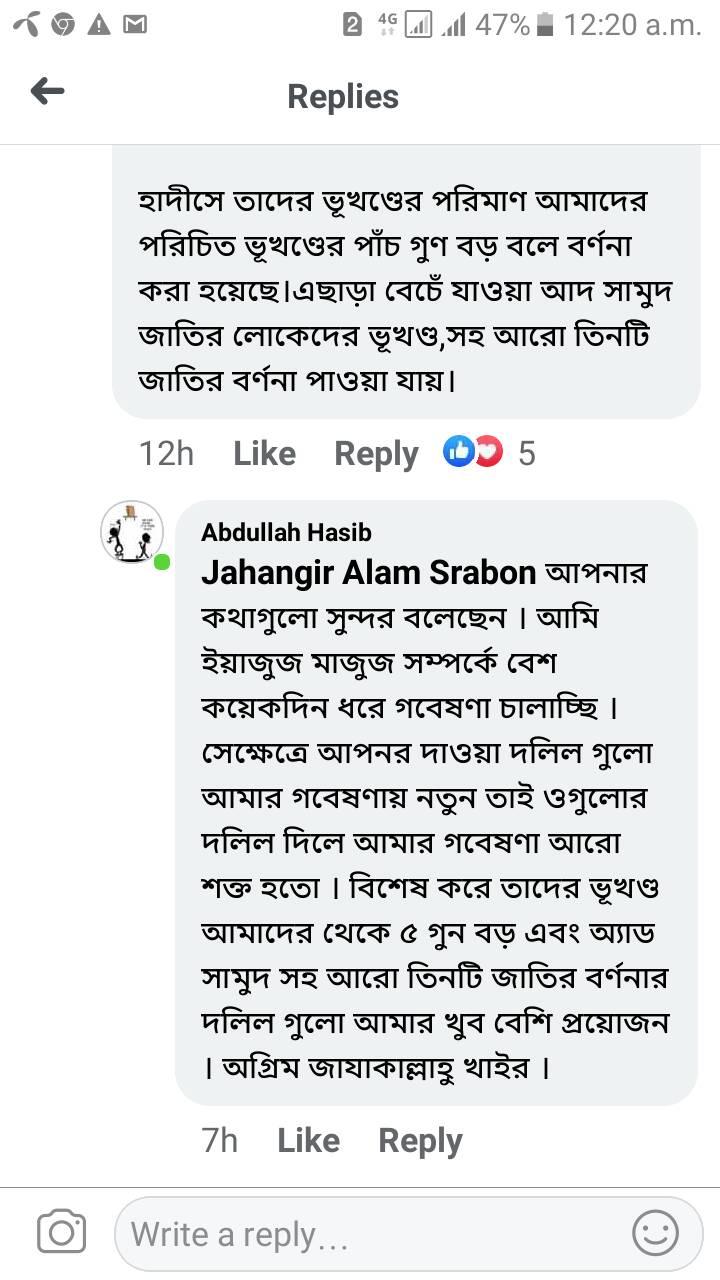 2 4G 47% 12:20 a.m.
Replies
হাদীসে তাদের ভূখণ্ডের পরিমাণ আমাদের
পরিচিত ভূখণ্ডের পাঁচ গুণ বড় বলে বর্ণনা
করা হয়েছে।এছাড়া বেচেঁ যাওয়া আদ সামুদ
জাতির লোকেদের ভূখণ্ড,সহ আরো তিনটি
জাতির বর্ণনা পাওয়া যায়।
12h Like Reply 5
Abdullah Hasib
Jahangir Alam Srabon আপনার
কথাগুলো সুন্দর বলেছেন । আমি
ইয়াজুজ মাজুজ সম্পর্কে বেশ
কয়েকদিন ধরে গবেষণা চালাচ্ছি ।
সেক্ষেত্রে আপনর দাওয়া দলিল গুলো
আমার গবেষণায় নতুন তাই ওগুলোর
দলিল দিলে আমার গবেষণা আরো
শক্ত হতো । বিশেষ করে তাদের ভূখণ্ড
আমাদের থেকে ৫ গুন বড় এবং অ্যাড
সামুদ সহ আরো তিনটি জাতির বর্ণনার
দলিল গুলো আমার খুব বেশি প্রয়োজন
। অগ্রিম জাযাকাল্লাহু খাইর ।
7h Like Reply
Write a reply...